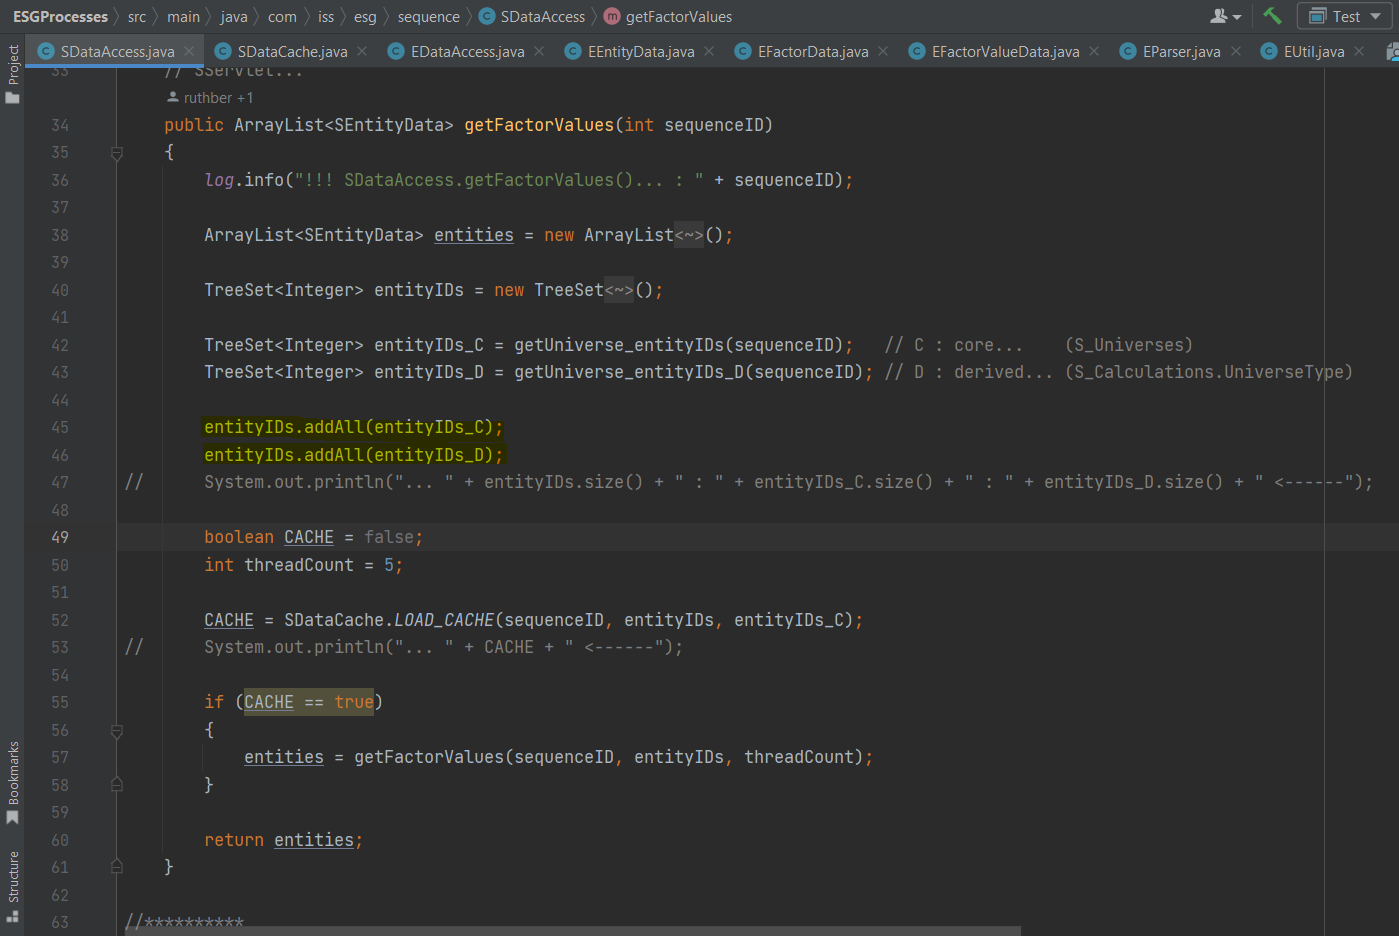 ESGProcesses src main java com iss esg sequence SDataAccess getFactorValues Test
SDataAccess.java SDataCache.java EDataAccess.java EEntityData.java EFactorData.java EFactorValueData.java EParser.java EUtil.java
Project
33 // SServlet...
ruthber +1
34 public ArrayList<SEntityData> getFactorValues(int sequenceID)
35 {
36 log.info("!!! SDataAccess.getFactorValues()... : " + sequenceID);
37
38 ArrayList<SEntityData> entities = new ArrayList<~>();
39
40 TreeSet<Integer> entityIDs = new TreeSet<~>();
41
42 TreeSet<Integer> entityIDs_C = getUniverse_entityIDs(sequenceID); // C : core... (S_Universes)
43 TreeSet<Integer> entityIDs_D = getUniverse_entityIDs_D(sequenceID); // D : derived... (S_Calculations.UniverseType)
44
45 entityIDs.addAll(entityIDs_C);
46 entityIDs.addAll(entityIDs_D);
47 // System.out.println("... " + entityIDs.size() + " : " + entityIDs_C.size() + " : " + entityIDs_D.size() + " <------");
48
49 boolean CACHE = false;
50 int threadCount = 5;
51
52 CACHE = SDataCache.LOAD_CACHE(sequenceID, entityIDs, entityIDs_C);
53 // System.out.println("... " + CACHE + " <------");
54
55 if (CACHE == true)
56 {
57 entities = getFactorValues(sequenceID, entityIDs, threadCount);
58 }
59
60 return entities;
61 }
62
63 //**********
Bookmarks
Structure